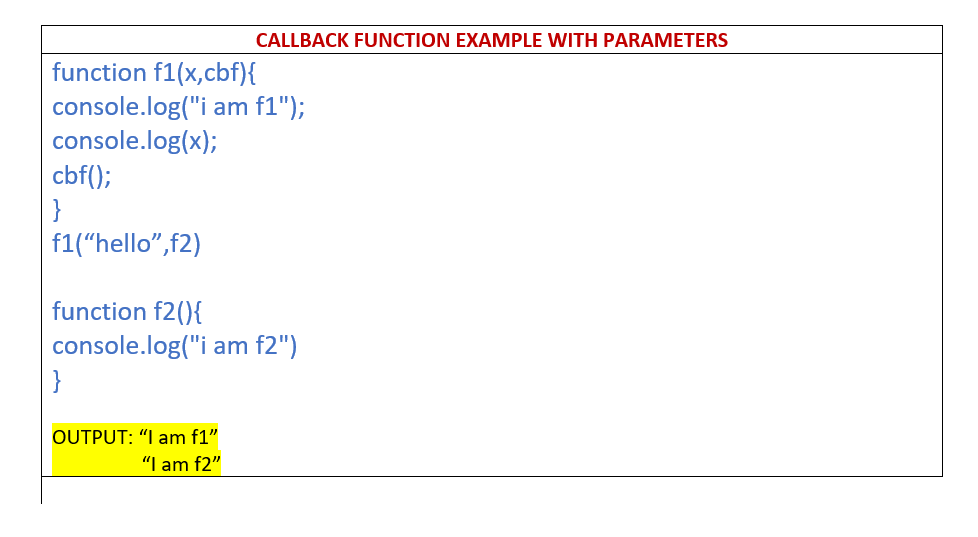 CALLBACK FUNCTION EXAMPLE WITH PARAMETERS
function f1(x,cbf){
console.log("i am f1");
console.log(x);
cbf();
}
f1(“hello”,f2)
function f2(){
console.log("i am f2")
}
OUTPUT: “I am f1”
“I am f2”